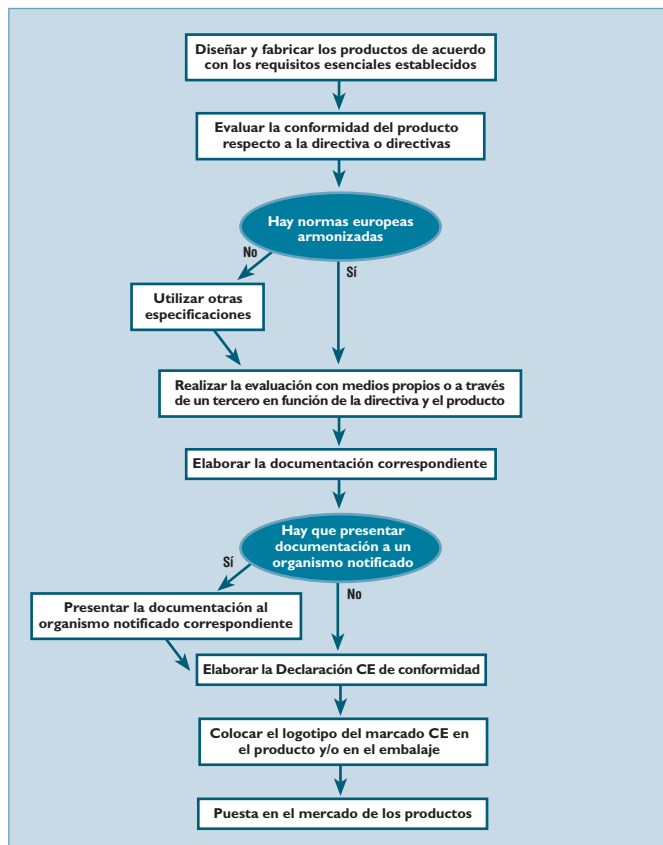 Diseñar y fabricar los productos de acuerdo
con los requisitos esenciales establecidos
Evaluar la conformidad del producto
respecto a la directiva o directivas
Hay normas europeas
armonizadas
No
Sí
Utilizar otras
especificaciones
Realizar la evaluación con medios propios o a través
de un tercero en función de la directiva y el producto
Elaborar la documentación correspondiente
Hay que presentar
documentación a un
organismo notificado
Sí
No
Presentar la documentación al
organismo notificado correspondiente
Elaborar la Declaración CE de conformidad
Colocar el logotipo del marcado CE en
el producto y/o en el embalaje
Puesta en el mercado de los productos